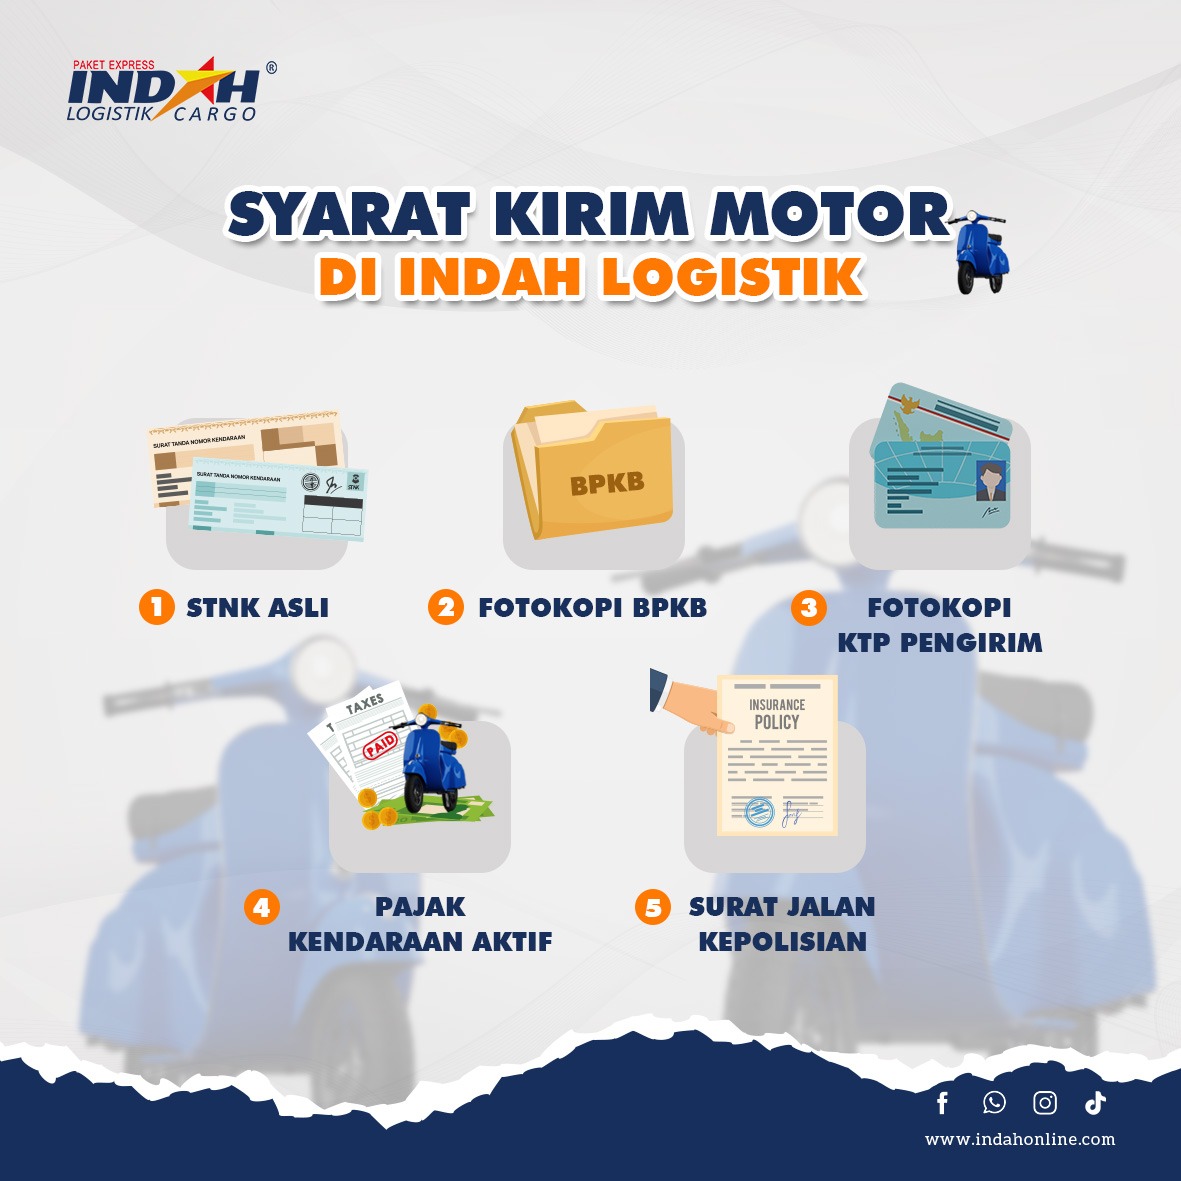 PAKET EXPRESS
INDAH ®
LOGISTIK CARGO
SYARAT KIRIM MOTOR
DI INDAH LOGISTIK
SURAT TANDA NOMOR KENDARAAN
SURAT TANDA NOMOR KENDARAAN
STNK
BPKB
1 STNK ASLI
2 FOTOKOPI BPKB
3 FOTOKOPI
KTP PENGIRIM
T
TAXES
PAID
INSURANCE
POLICY
4 PAJAK
KENDARAAN AKTIF
5 SURAT JALAN
KEPOLISIAN
www.indahonline.com